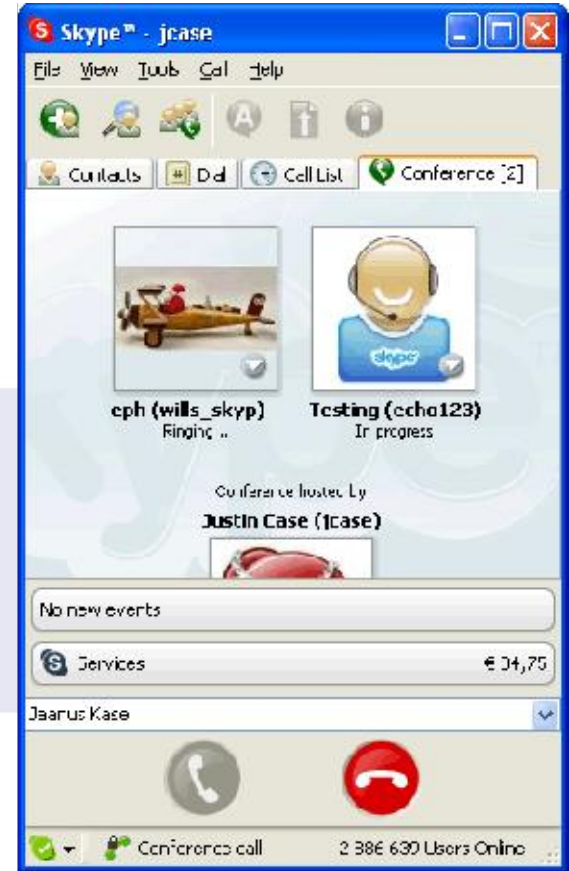 Skype™ - jcase
File View Tools Call Help
Contacts Dial Call List Conference [2]
skype
eph (wills_skyp) Testing (echo123)
Ringing .. In progress
Conference hosted by
Justin Case (jcase)
No new events
Services € 04,75
Jaanus Kase
Conference call 2 386 630 Users Online